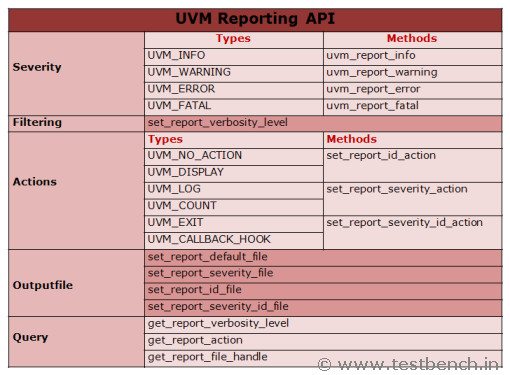 UVM Reporting API
Severity
Types Methods
UVM_INFO uvm_report_info
UVM_WARNING uvm_report_warning
UVM_ERROR uvm_report_error
UVM_FATAL uvm_report_fatal
Filtering set_report_verbosity_level
Actions
Types Methods
UVM_NO_ACTION set_report_id_action
UVM_DISPLAY
UVM_LOG set_report_severity_action
UVM_COUNT
UVM_EXIT set_report_severity_id_action
UVM_CALLBACK_HOOK
Outputfile
set_report_default_file
set_report_severity_file
set_report_id_file
set_report_severity_id_file
Query
get_report_verbosity_level
get_report_action
get_report_file_handle
© www.testbench.in